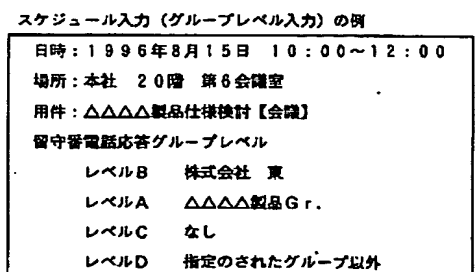 スケジュール入力（グループレベル入力）の例
日時：１９９６年８月１５日　１０：００～１２：００
場所：本社　２０階　第６会議室
用件：△△△△製品仕様検討【会議】
留守番電話応答グループレベル
レベルＢ　株式会社　東
レベルＡ　△△△△製品Ｇｒ．
レベルＣ　なし
レベルＤ　指定のされたグループ以外